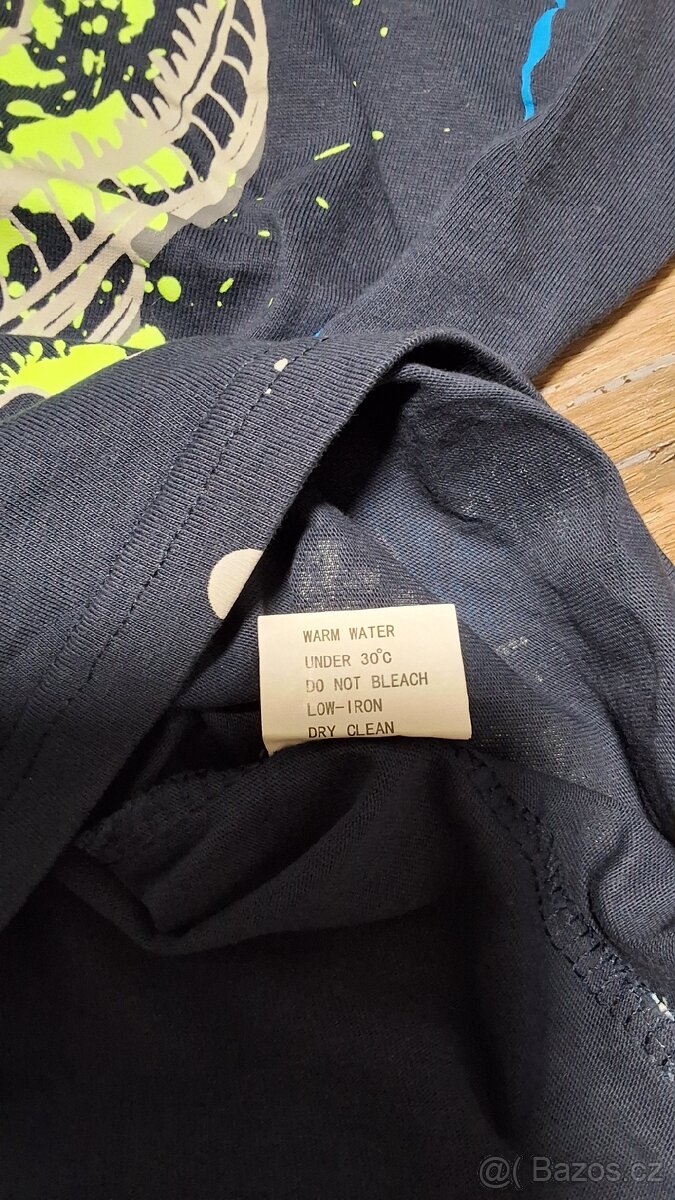 WARM WATER
UNDER 30°C
DO NOT BLEACH
LOW-IRON
DRY CLEAN
@( Bazos.cz